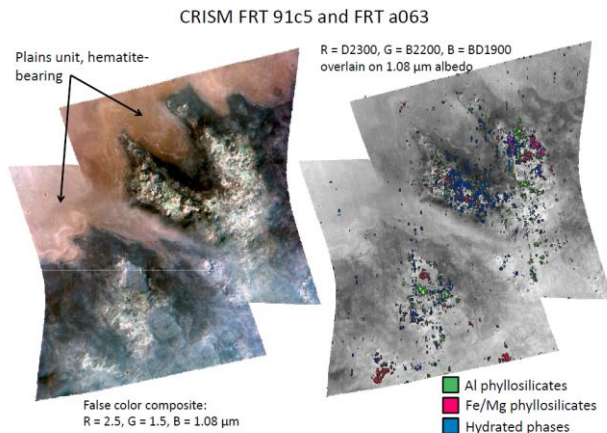 CRISM FRT 91c5 and FRT a063
Plains unit, hematite-
bearing
R = D2300, G = B2200, B = BD1900
overlain on 1.08 µm albedo
False color composite:
R = 2.5, G = 1.5, B = 1.08 µm
Al phyllosilicates
Fe/Mg phyllosilicates
Hydrated phases